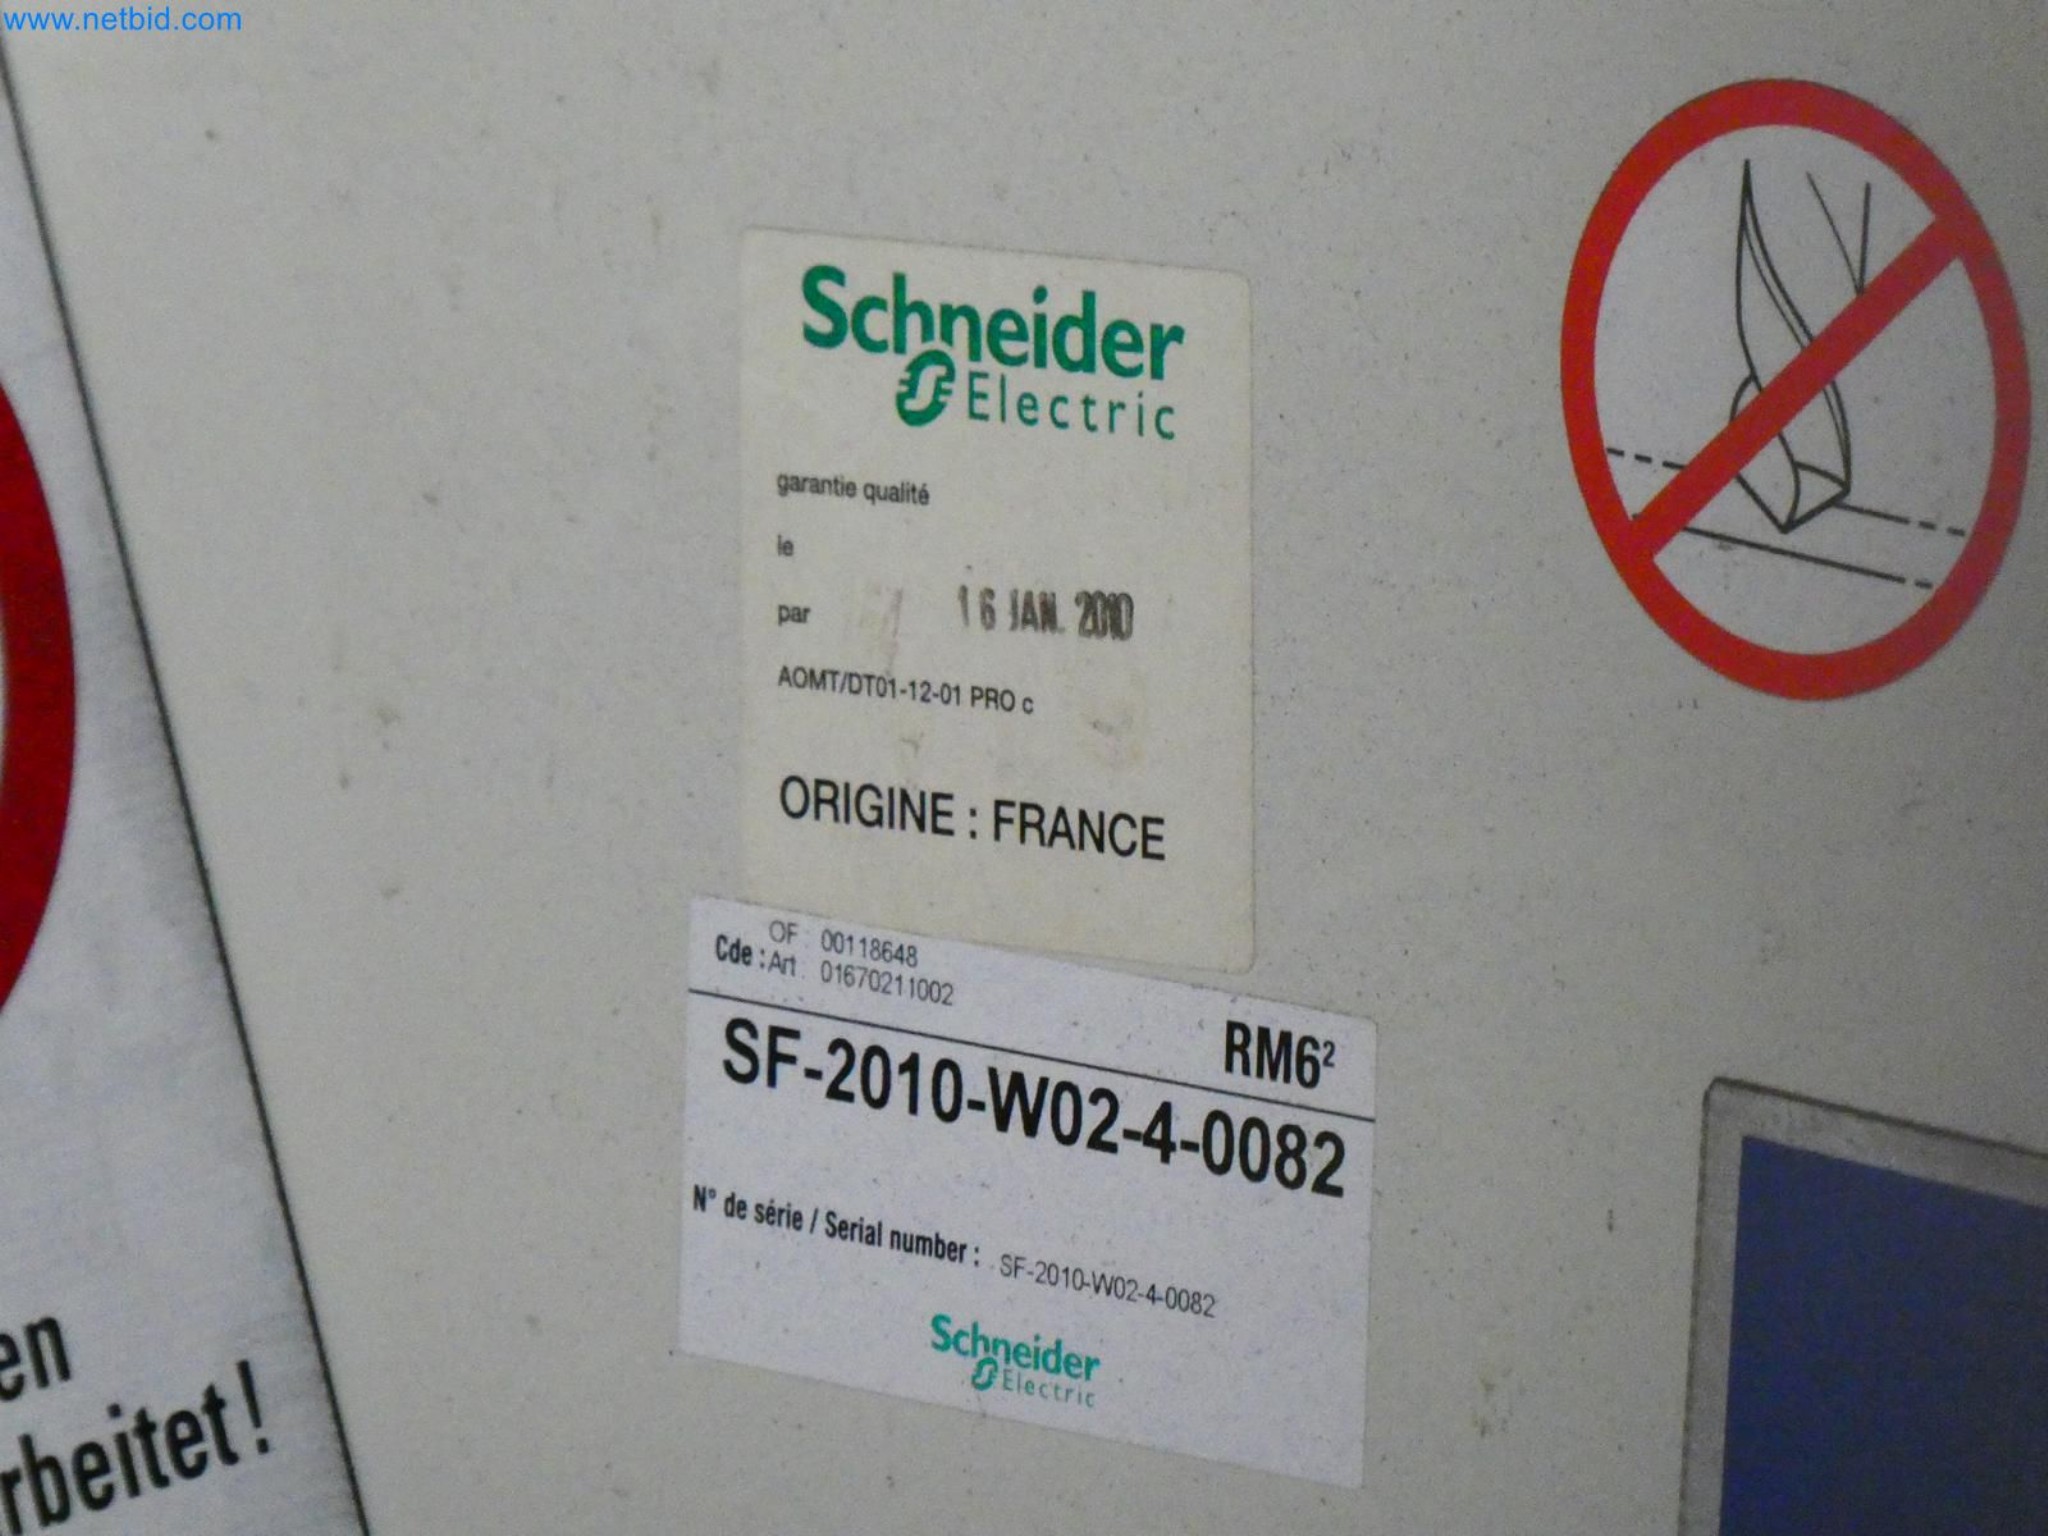 www.netbid.com
Schneider
Electric
garantie qualité
le
16 JAN. 2010
par
AOMT/DT01-12-01 PRO c
ORIGINE : FRANCE
OF : 00118648
Cde : Art : 01670211002
RM6²
SF-2010-W02-4-0082
N° de série / Serial number : SF-2010-W02-4-0082
Schneider
Electric
en
rbeitet!